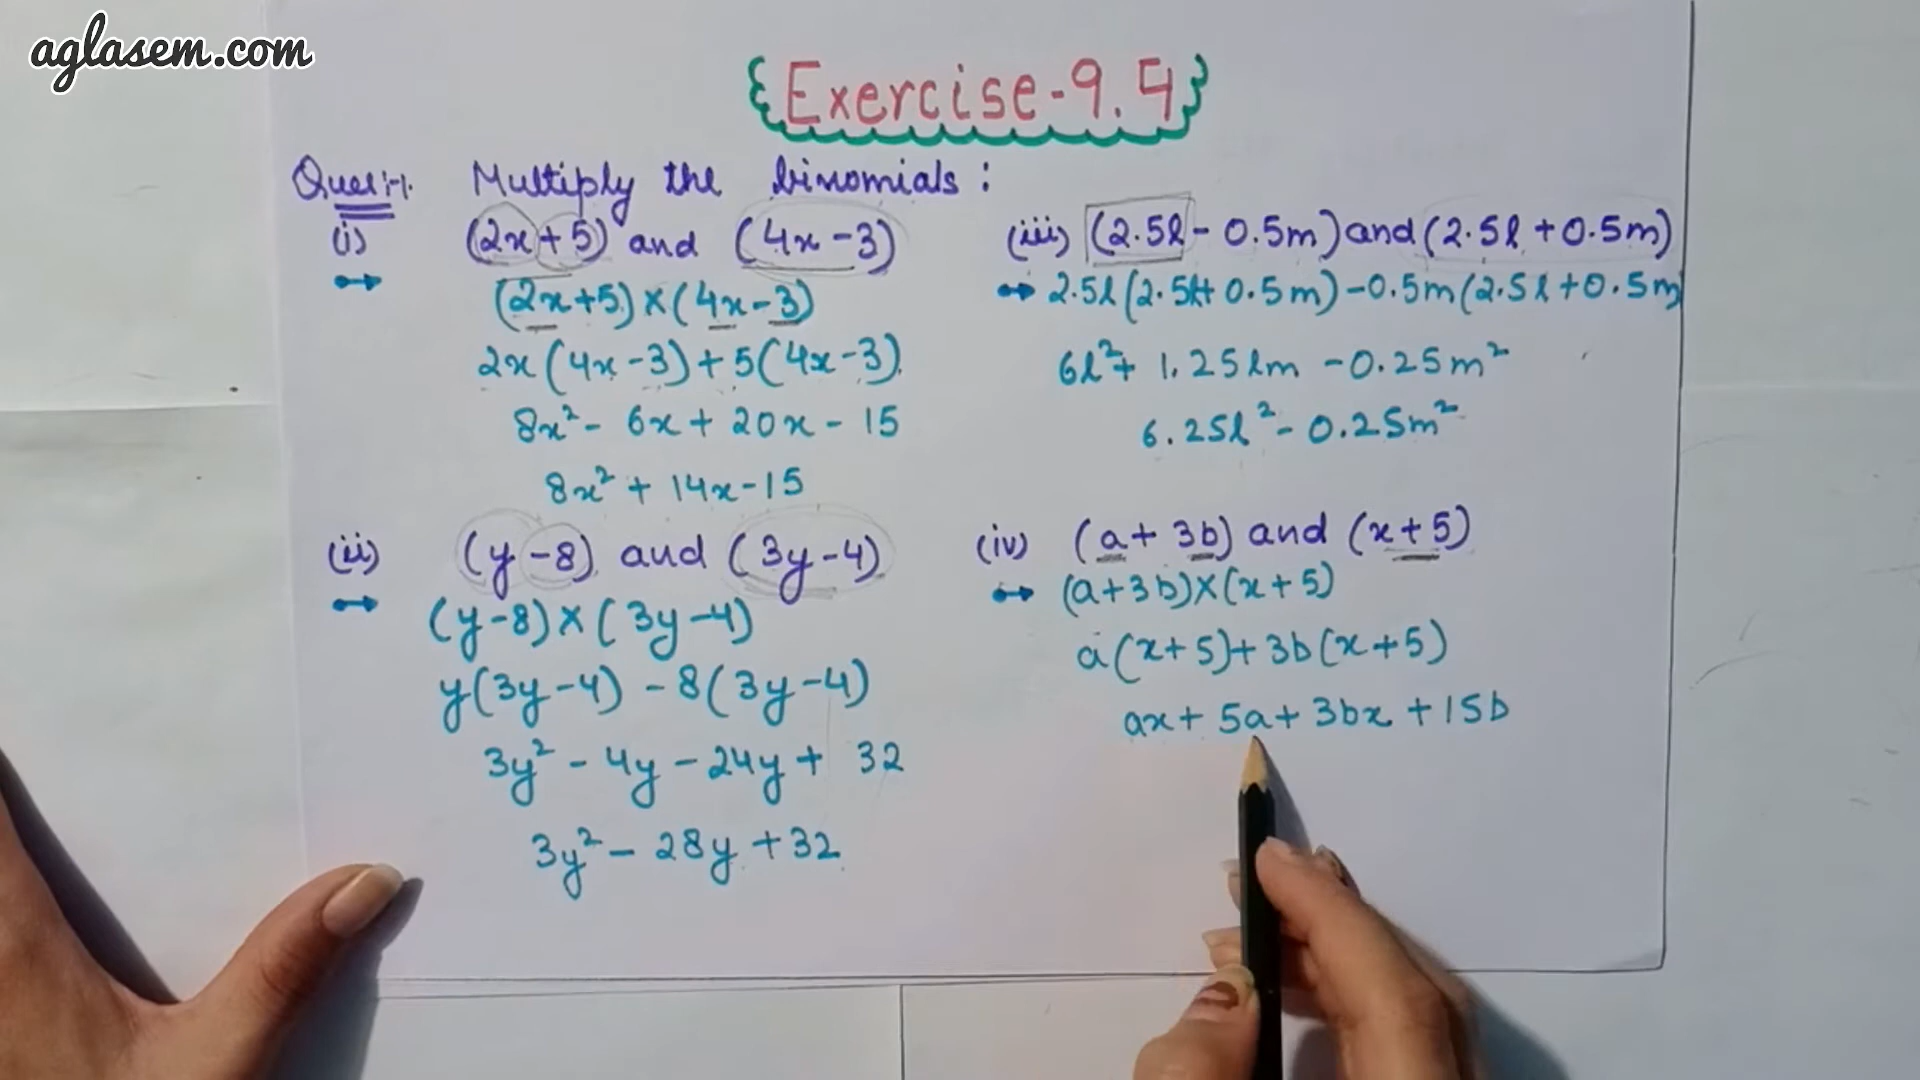 aglasem.com
Exercise-9.4
Ques:-1. Multiply the binomials:
(i) (2x+5) and (4x-3)
(2x+5)×(4x-3)
2x(4x-3)+5(4x-3)
8x²- 6x+20x-15
8x²+14x-15
(ii) (y-8) and (3y-4)
(y-8)×(3y-4)
y(3y-4)-8(3y-4)
3y²-4y-24y+ 32
3y²-28y+32
(iii) (2.5l-0.5m) and (2.5l+0.5m)
2.5l(2.5l+0.5m)-0.5m(2.5l+0.5m
6l²+ 1.25lm -0.25m²
6.25l²-0.25m²
(iv) (a+3b) and (x+5)
(a+3b)×(x+5)
a(x+5)+3b(x+5)
ax+5a+3bx+15b